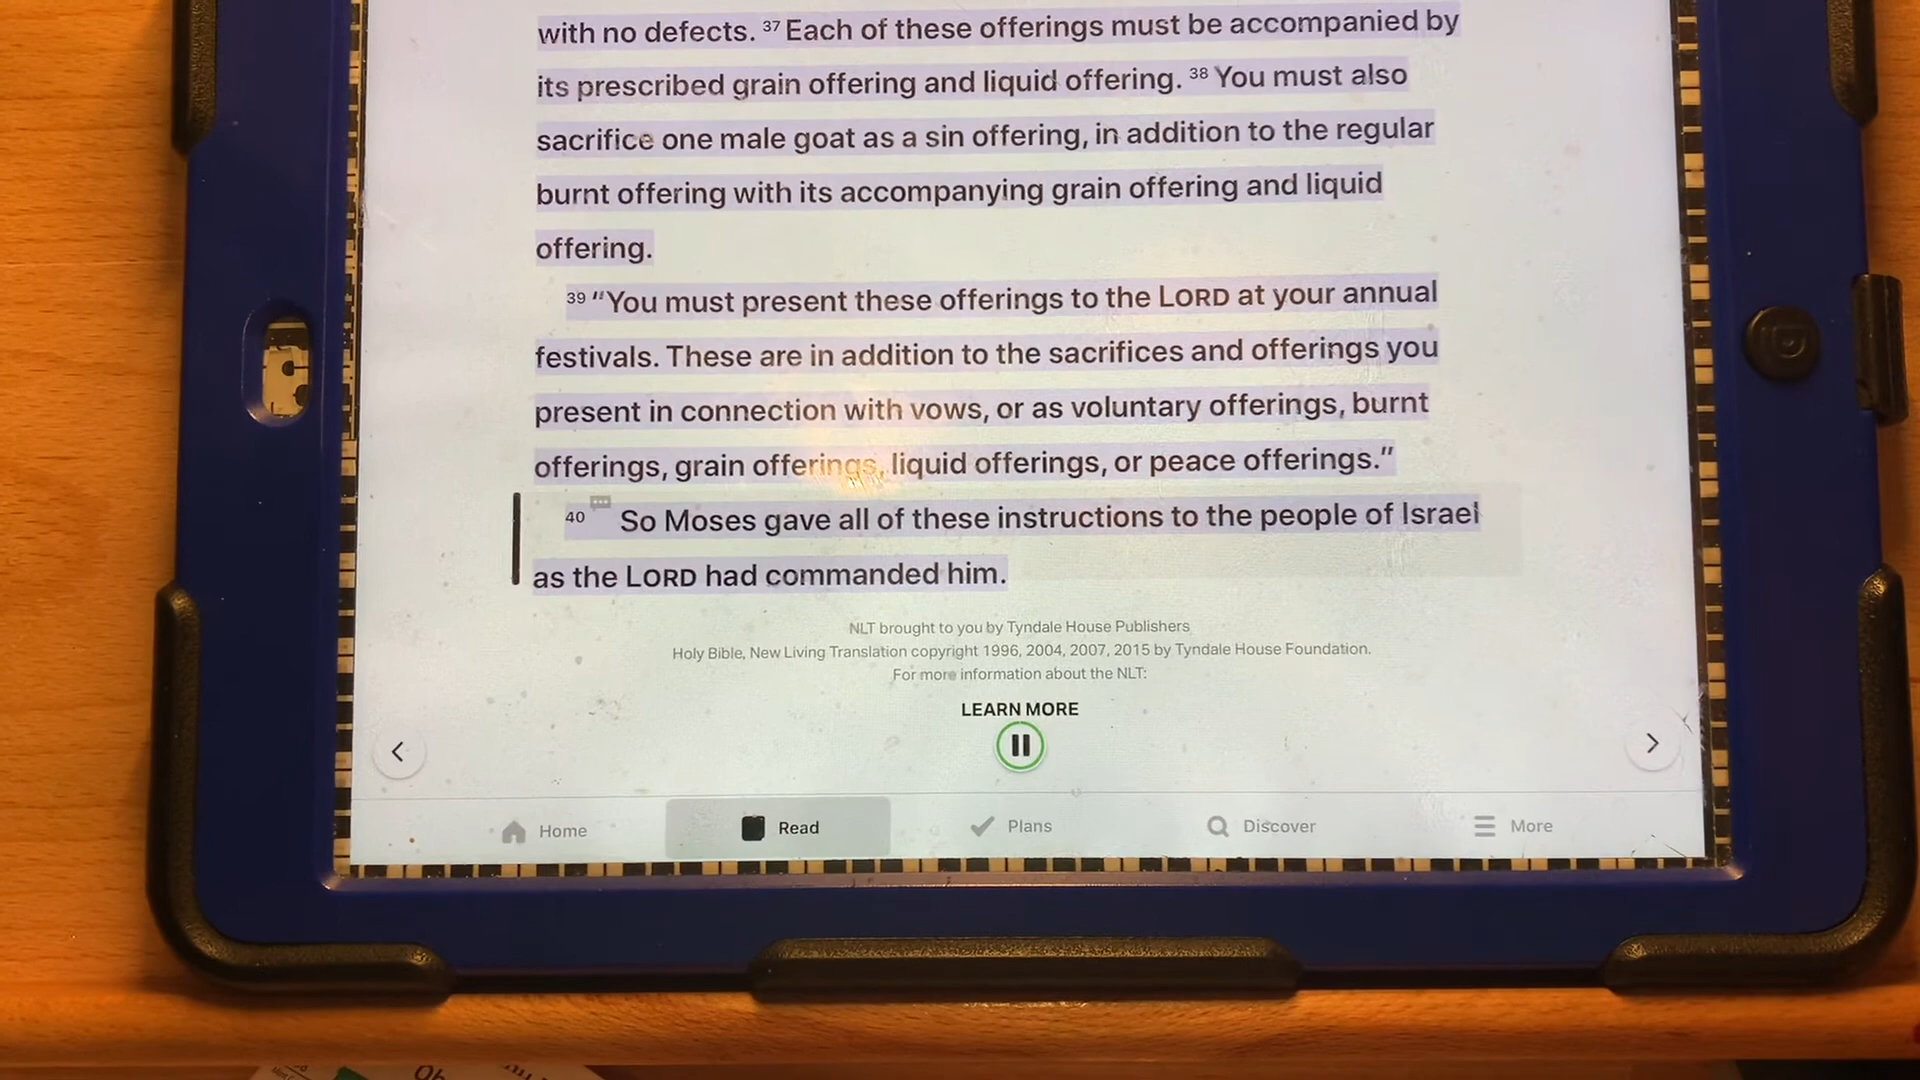 with no defects. 37 Each of these offerings must be accompanied by
its prescribed grain offering and liquid offering. 38 You must also
sacrifice one male goat as a sin offering, in addition to the regular
burnt offering with its accompanying grain offering and liquid
offering.
39 "You must present these offerings to the LORD at your annual
festivals. These are in addition to the sacrifices and offerings you
present in connection with vows, or as voluntary offerings, burnt
offerings, grain offerings, liquid offerings, or peace offerings."
40 So Moses gave all of these instructions to the people of Israel
as the LORD had commanded him.
NLT brought to you by Tyndale House Publishers
Holy Bible, New Living Translation copyright 1996, 2004, 2007, 2015 by Tyndale House Foundation.
For more information about the NLT:
LEARN MORE
Home Read Plans Discover More